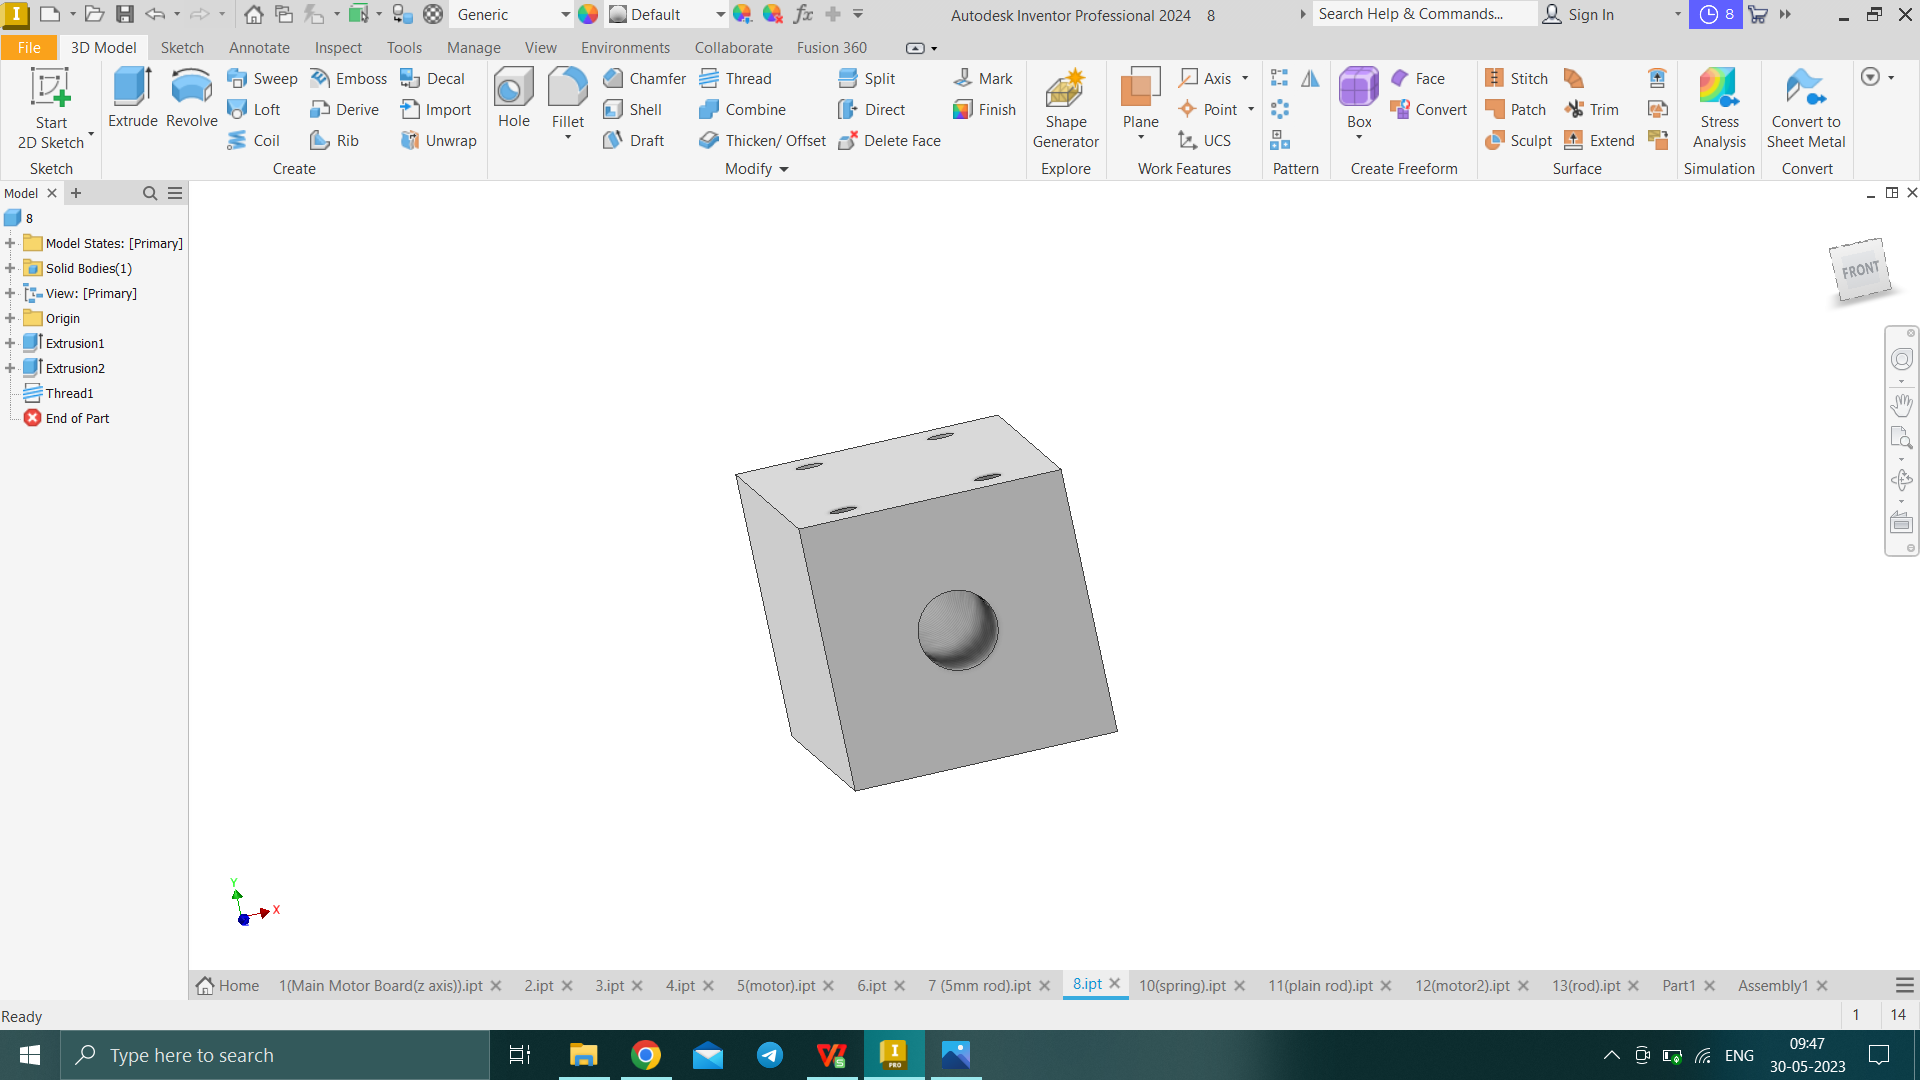 Generic
Default
Autodesk Inventor Professional 2024 8
Search Help & Commands...
Sign In
8
File 3D Model Sketch Annotate Inspect Tools Manage View Environments Collaborate Fusion 360
Start
2D Sketch
Sketch
Extrude
Revolve
Sweep
Loft
Coil
Emboss
Derive
Rib
Decal
Import
Unwrap
Create
Hole
Fillet
Chamfer
Shell
Draft
Thread
Combine
Thicken/ Offset
Split
Direct
Delete Face
Mark
Finish
Modify
Shape
Generator
Explore
Plane
Axis
Point
UCS
Work Features
Pattern
Box
Face
Convert
Create Freeform
Stitch
Patch
Sculpt
Trim
Extend
Surface
Stress
Analysis
Simulation
Convert to
Sheet Metal
Convert
Model
8
Model States: [Primary]
Solid Bodies(1)
View: [Primary]
Origin
Extrusion1
Extrusion2
Thread1
End of Part
FRONT
Y
X
Home 1(Main Motor Board(z axis)).ipt 2.ipt 3.ipt 4.ipt 5(motor).ipt 6.ipt 7 (5mm rod).ipt 8.ipt 10(spring).ipt 11(plain rod).ipt 12(motor2).ipt 13(rod).ipt Part1 Assembly1
Ready
1 14
Type here to search
PRO
ENG
09:47
30-05-2023